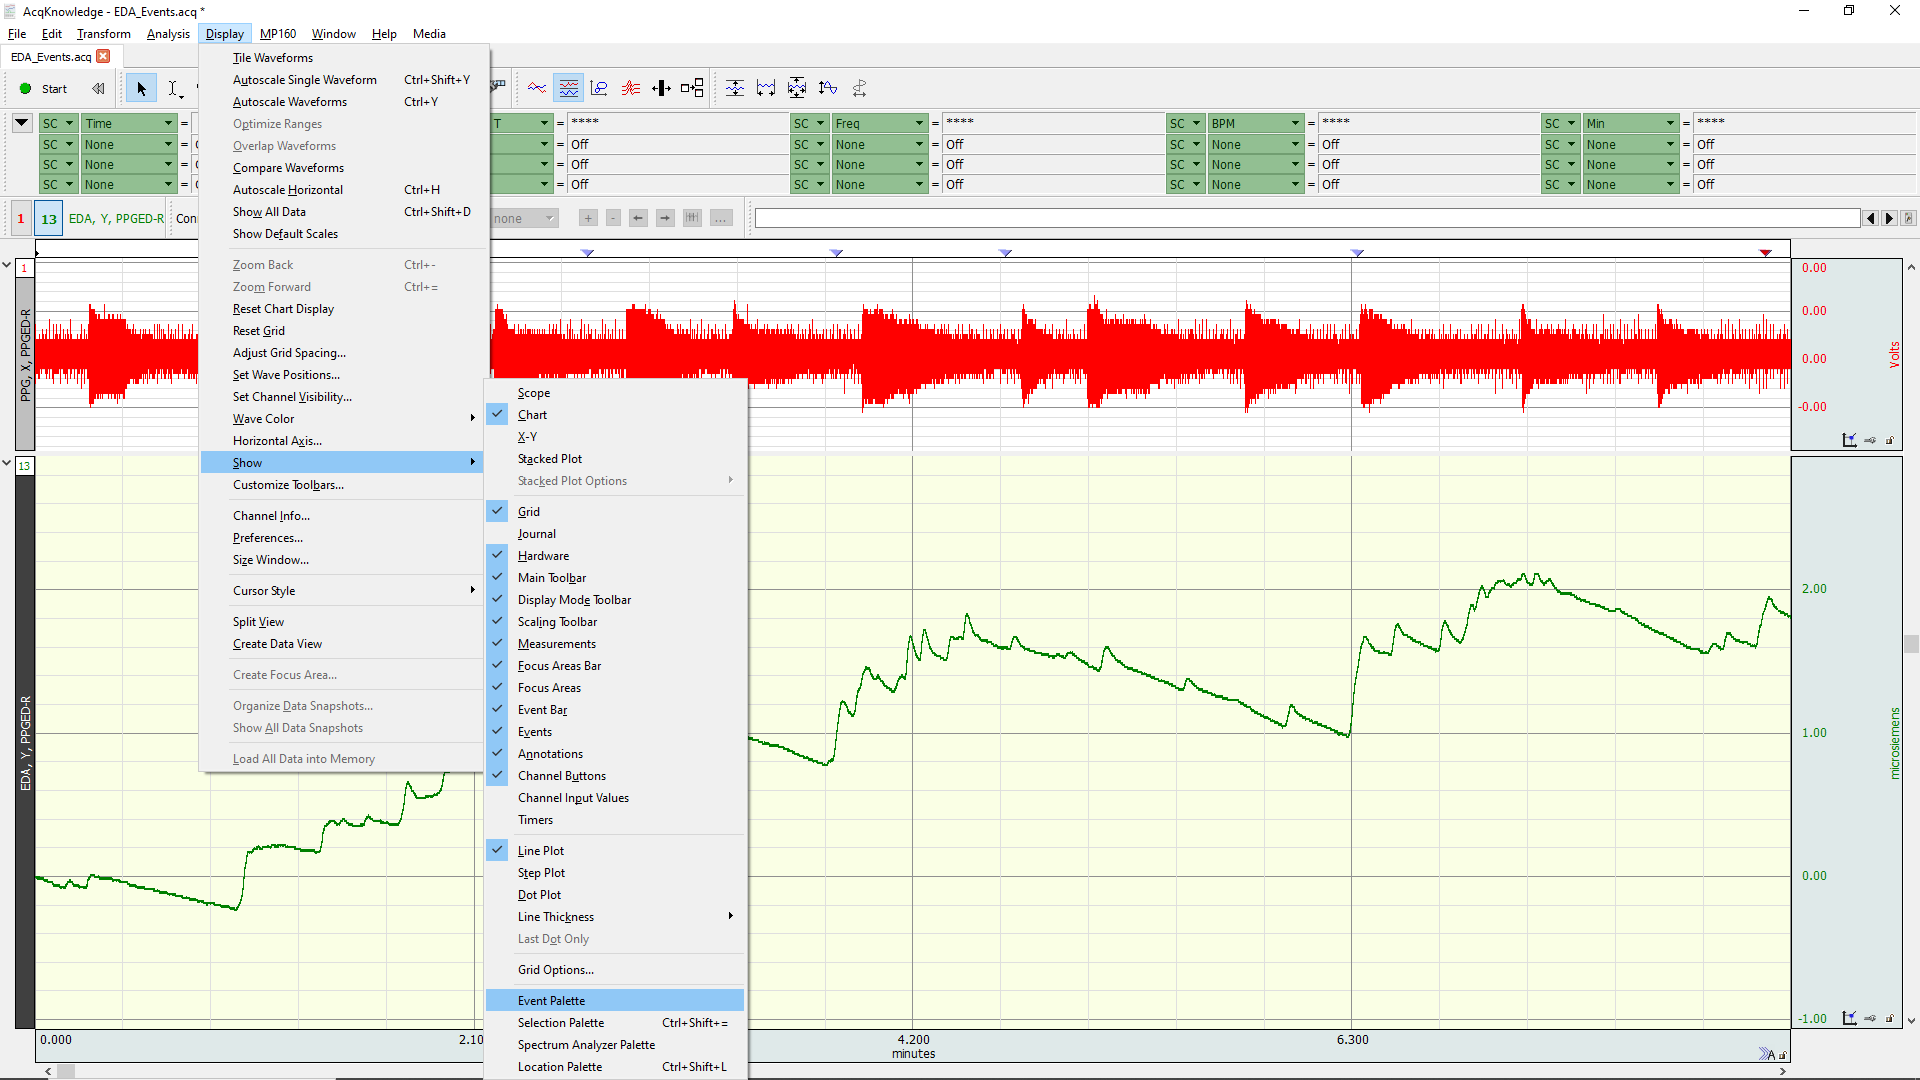 AcqKnowledge - EDA_Events.acq *
File Edit Transform Analysis Display MP160 Window Help Media
EDA_Events.acq
Start
SC Time = T = **** SC Freq = **** SC BPM = **** SC Min = ****
SC None = = Off SC None = Off SC None = Off SC None = Off
SC None = = Off SC None = Off SC None = Off SC None = Off
SC None = = Off SC None = Off SC None = Off SC None = Off
1 13 EDA, Y, PPGED-R none + - ...
Tile Waveforms
Autoscale Single Waveform Ctrl+Shift+Y
Autoscale Waveforms Ctrl+Y
Optimize Ranges
Overlap Waveforms
Compare Waveforms
Autoscale Horizontal Ctrl+H
Show All Data Ctrl+Shift+D
Show Default Scales
Zoom Back Ctrl+-
Zoom Forward Ctrl+=
Reset Chart Display
Reset Grid
Adjust Grid Spacing...
Set Wave Positions...
Set Channel Visibility...
Wave Color
Horizontal Axis...
Show
Customize Toolbars...
Channel Info...
Preferences...
Size Window...
Cursor Style
Split View
Create Data View
Create Focus Area...
Organize Data Snapshots...
Show All Data Snapshots
Load All Data into Memory
Scope
Chart
X-Y
Stacked Plot
Stacked Plot Options
Grid
Journal
Hardware
Main Toolbar
Display Mode Toolbar
Scaling Toolbar
Measurements
Focus Areas Bar
Focus Areas
Event Bar
Events
Annotations
Channel Buttons
Channel Input Values
Timers
Line Plot
Step Plot
Dot Plot
Line Thickness
Last Dot Only
Grid Options...
Event Palette
Selection Palette Ctrl+Shift+=
Spectrum Analyzer Palette
Location Palette Ctrl+Shift+L
1
PPG, X, PPGED-R
0.00
0.00
0.00
-0.00
Volts
13
EDA, Y, PPGED-R
2.00
1.00
0.00
-1.00
microsiemens
0.000 2.10 4.200 6.300
minutes
A